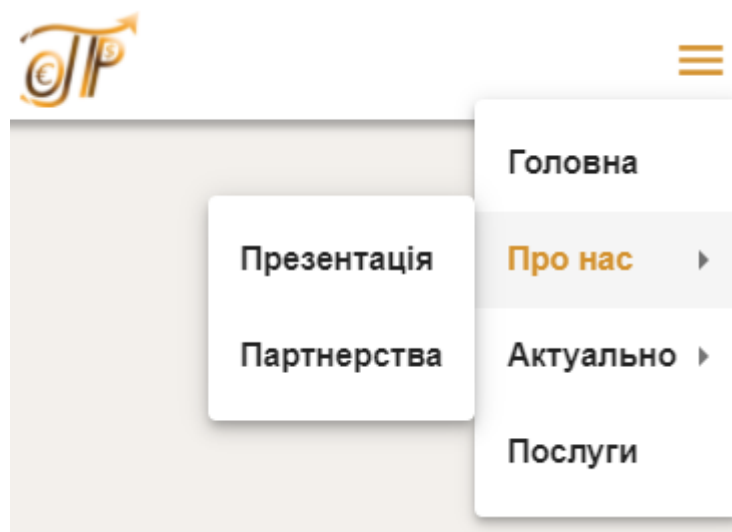 Головна
Про нас
Актуально
Послуги
Презентація
Партнерства